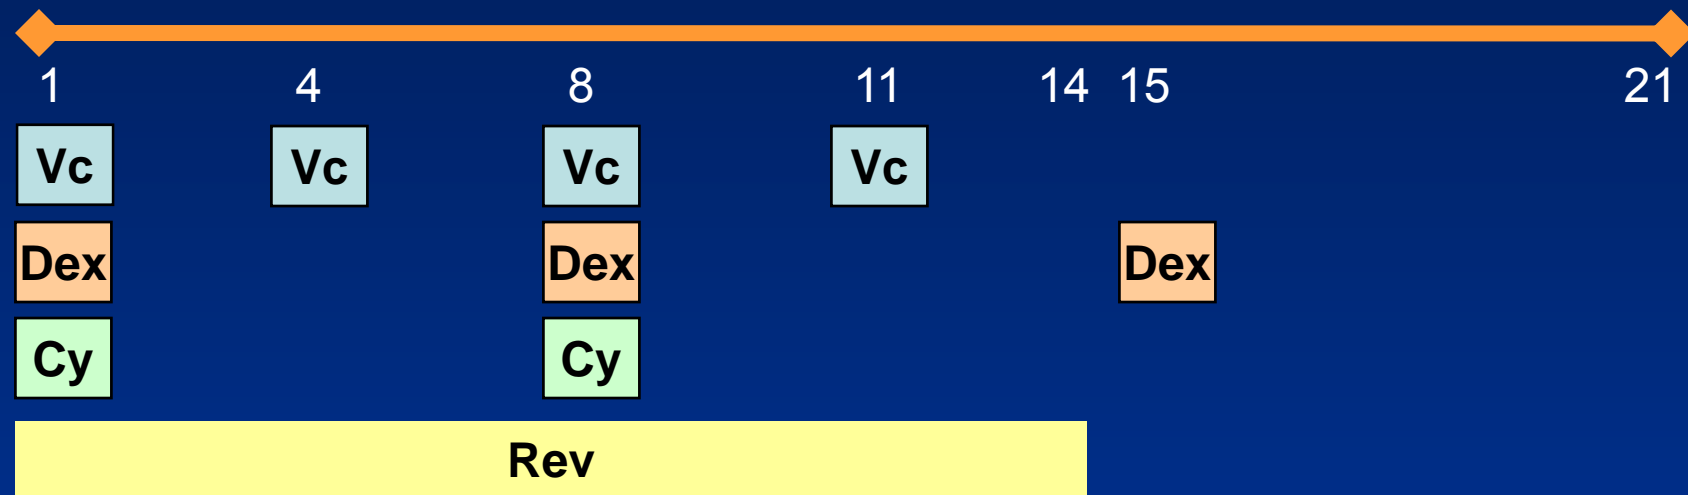 1 4 8 11 14 15 21
Vc Vc Vc Vc
Dex Dex Dex
Cy Cy
Rev